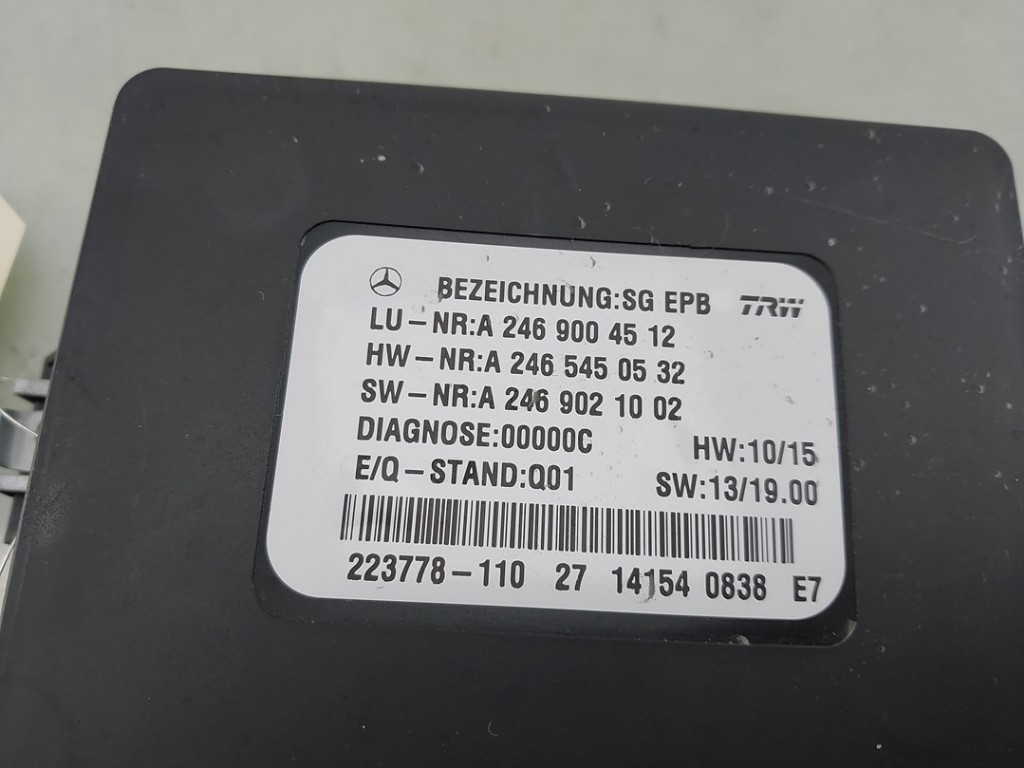 BEZEICHNUNG:SG EPB TRW
LU-NR:A 246 900 45 12
HW-NR:A 246 545 05 32
SW-NR:A 246 902 10 02
DIAGNOSE:00000C HW:10/15
E/Q-STAND:Q01 SW:13/19.00
223778-110 27 14154 0838 E7